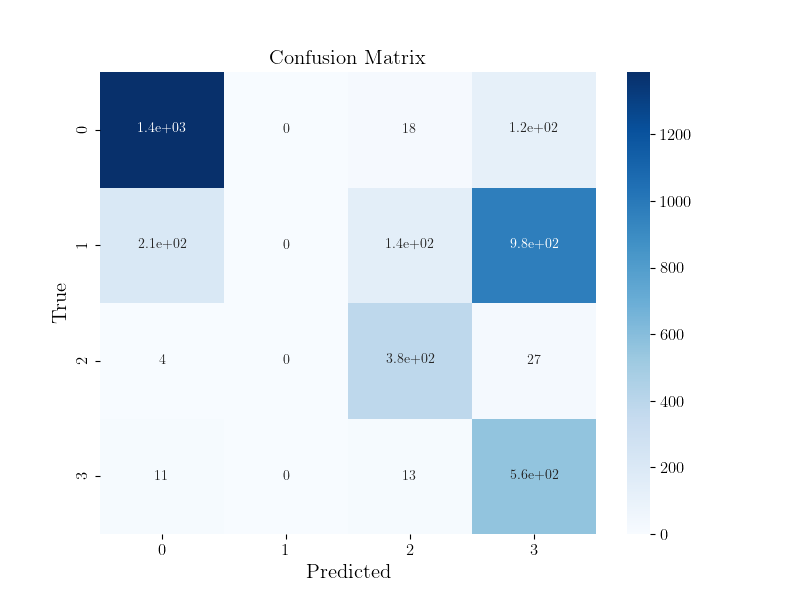 Confusion Matrix
0 1.4e+03 0 18 1.2e+02
1 2.1e+02 0 1.4e+02 9.8e+02
2 4 0 3.8e+02 27
3 11 0 13 5.6e+02
0 1 2 3
Predicted
True
1200
1000
800
600
400
200
0